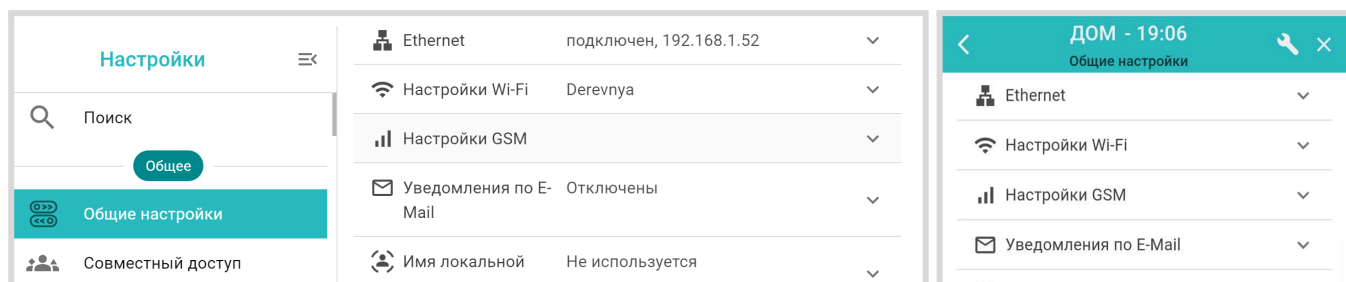 Настройки
Поиск
Общее
Общие настройки
Совместный доступ
Ethernet подключен, 192.168.1.52
Настройки Wi-Fi Derevnya
Настройки GSM
Уведомления по E- Отключены
Mail
Имя локальной Не используется
ДОМ - 19:06
Общие настройки
Ethernet
Настройки Wi-Fi
Настройки GSM
Уведомления по E-Mail